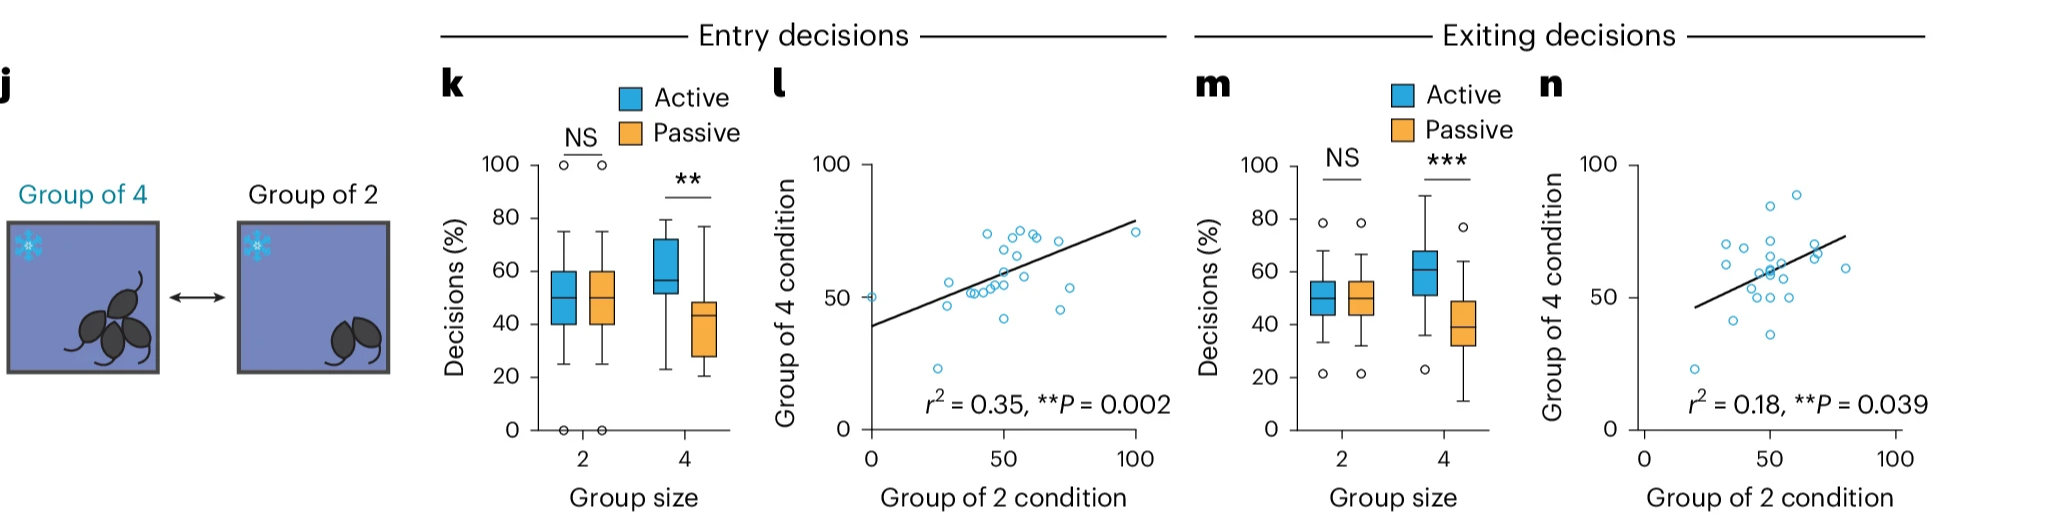 Entry decisions
Exiting decisions
j
Group of 4
Group of 2
k
Active
Passive
NS
**
Decisions (%)
100
80
60
40
20
0
2
4
Group size
l
Group of 4 condition
100
50
0
r² = 0.35, **P = 0.002
0
50
100
Group of 2 condition
m
Active
Passive
NS
***
Decisions (%)
100
80
60
40
20
0
2
4
Group size
n
Group of 4 condition
100
50
0
r² = 0.18, **P = 0.039
0
50
100
Group of 2 condition